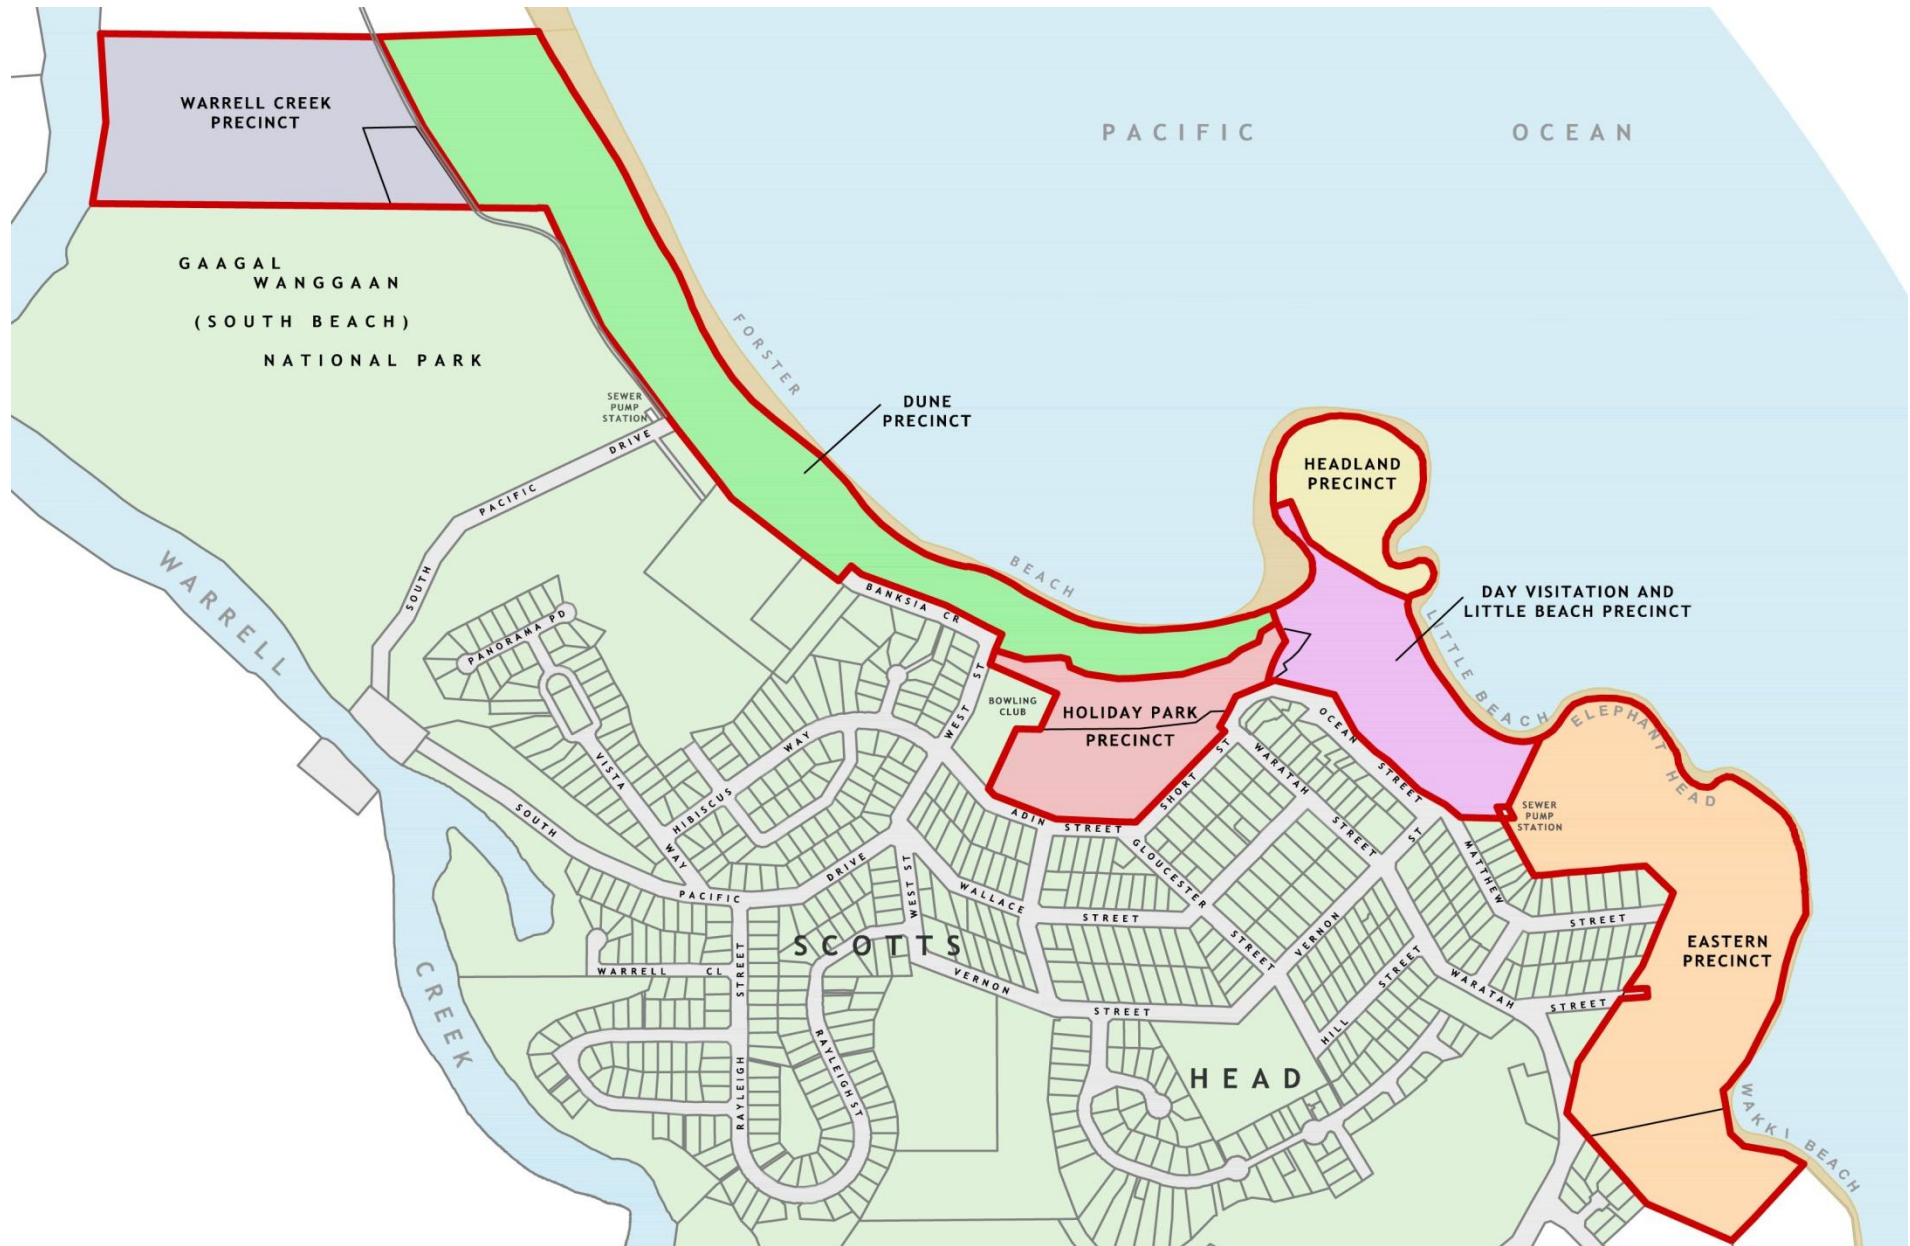 WARRELL CREEK
PRECINCT
PACIFIC OCEAN
GAAGAL
WANGGAAN
(SOUTH BEACH)
NATIONAL PARK
FORSTER
BEACH
SEWER
PUMP
STATION
DUNE
PRECINCT
HEADLAND
PRECINCT
DAY VISITATION AND
LITTLE BEACH PRECINCT
LITTLE BEACH
ELEPHANT HEAD
SOUTH PACIFIC DRIVE
WARRELL
CREEK
PANORAMA PD
BANKSIA CR
WEST ST
BOWLING
CLUB
HOLIDAY PARK
PRECINCT
OCEAN STREET
WARATAH STREET
SHORT ST
VISTA WAY
HIBISCUS WAY
SOUTH PACIFIC DRIVE
ADIN STREET
GLOUCESTER STREET
SEWER
PUMP
STATION
MATTHEW STREET
ST
WEST ST
WALLACE STREET
VERNON
SCOTTS
HEAD
EASTERN
PRECINCT
WARRELL CL
STREET
RAYLEIGH
RAYLEIGH ST
VERNON STREET
HILL STREET
WARATAH STREET
WAKKI BEACH